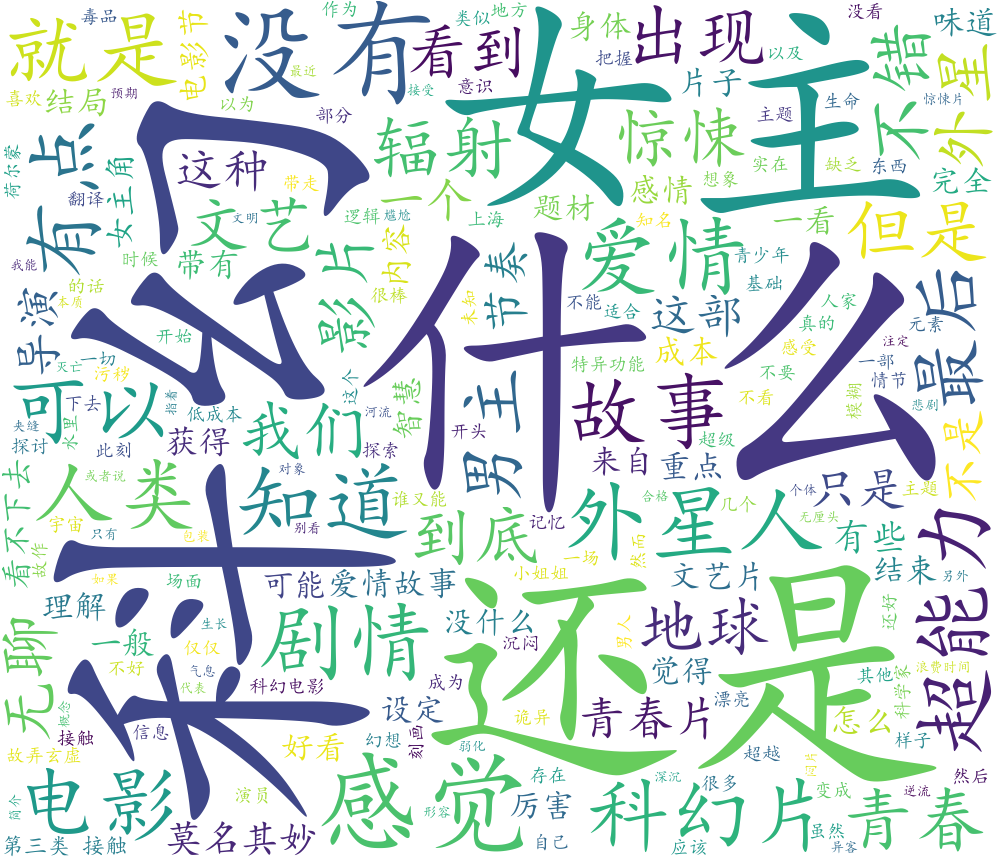 毒品
作为
类似
地方
没看
味道
就是
没有
看到
身体
出现
不错
外星
电影节
最近
把握
以及
喜欢
结局
预期
以为
接受
意识
片子
主题
生命
惊悚片
部分
女主
荷尔蒙
有点
科幻
这种
辐射
惊悚
实在
缺乏
东西
翻译
女主角
带走
一个
感情
想象
完全
文艺
文明
逻辑
尴尬
上海
题材
知名
一看
但是
我能
时候
带有
影片
内容
爱情
青少年
的话
本质
很棒
未知
节奏
不能
基础
人家
最后
导演
开始
适合
这部
真的
元素
一切
灭亡
污秽
这个
特异功能
成本
感受
一部
注定
可以
下去
指着
低成本
河流
智慧
什么
故事
不要
情节
悲剧
夹缝
水里
我们
男主
开头
不看
模糊
探讨
此刻
获得
探索
超级
来自
重点
不是
看不下去
或者说
对象
谁又能
合格
个体
只是
主题
人类
知道
别看
记忆
几个
无厘头
宇宙
只有
包装
到底
外星人
有些
超能力
故作
如果
场面
一场
然而
结束
另外
理解
可能
爱情故事
小姐姐
文艺片
还好
无聊
一般
仅仅
生长
剧情
没什么
还是
地球
男人
不好
气息
沉闷
觉得
其他
浪费时间
代表
科幻电影
成为
漂亮
科学家
概念
接触
信息
设定
刻画
诡异
青春片
怎么
样子
故弄玄虚
好看
幻想
弱化
超越
电影
演员
感觉
存在
深沉
很多
变成
然后
简介
形容
厉害
科幻片
逆流
青春
第三类
接触
莫名其妙
自己
应该
虽然
异客